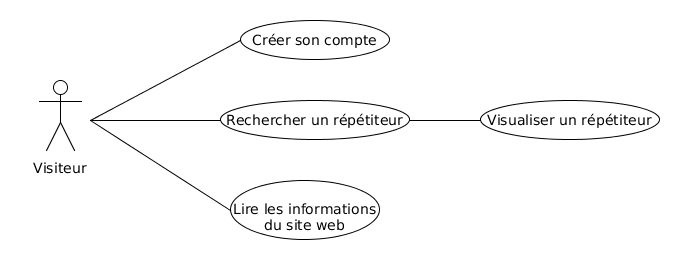 Créer son compte
Rechercher un répétiteur
Visualiser un répétiteur
Visiteur
Lire les informations
du site web